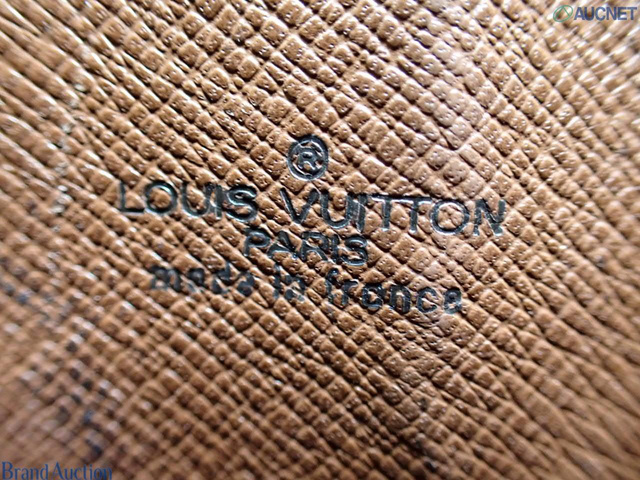 AUCNET
®
LOUIS VUITTON
PARIS
made in france
Brand Auction